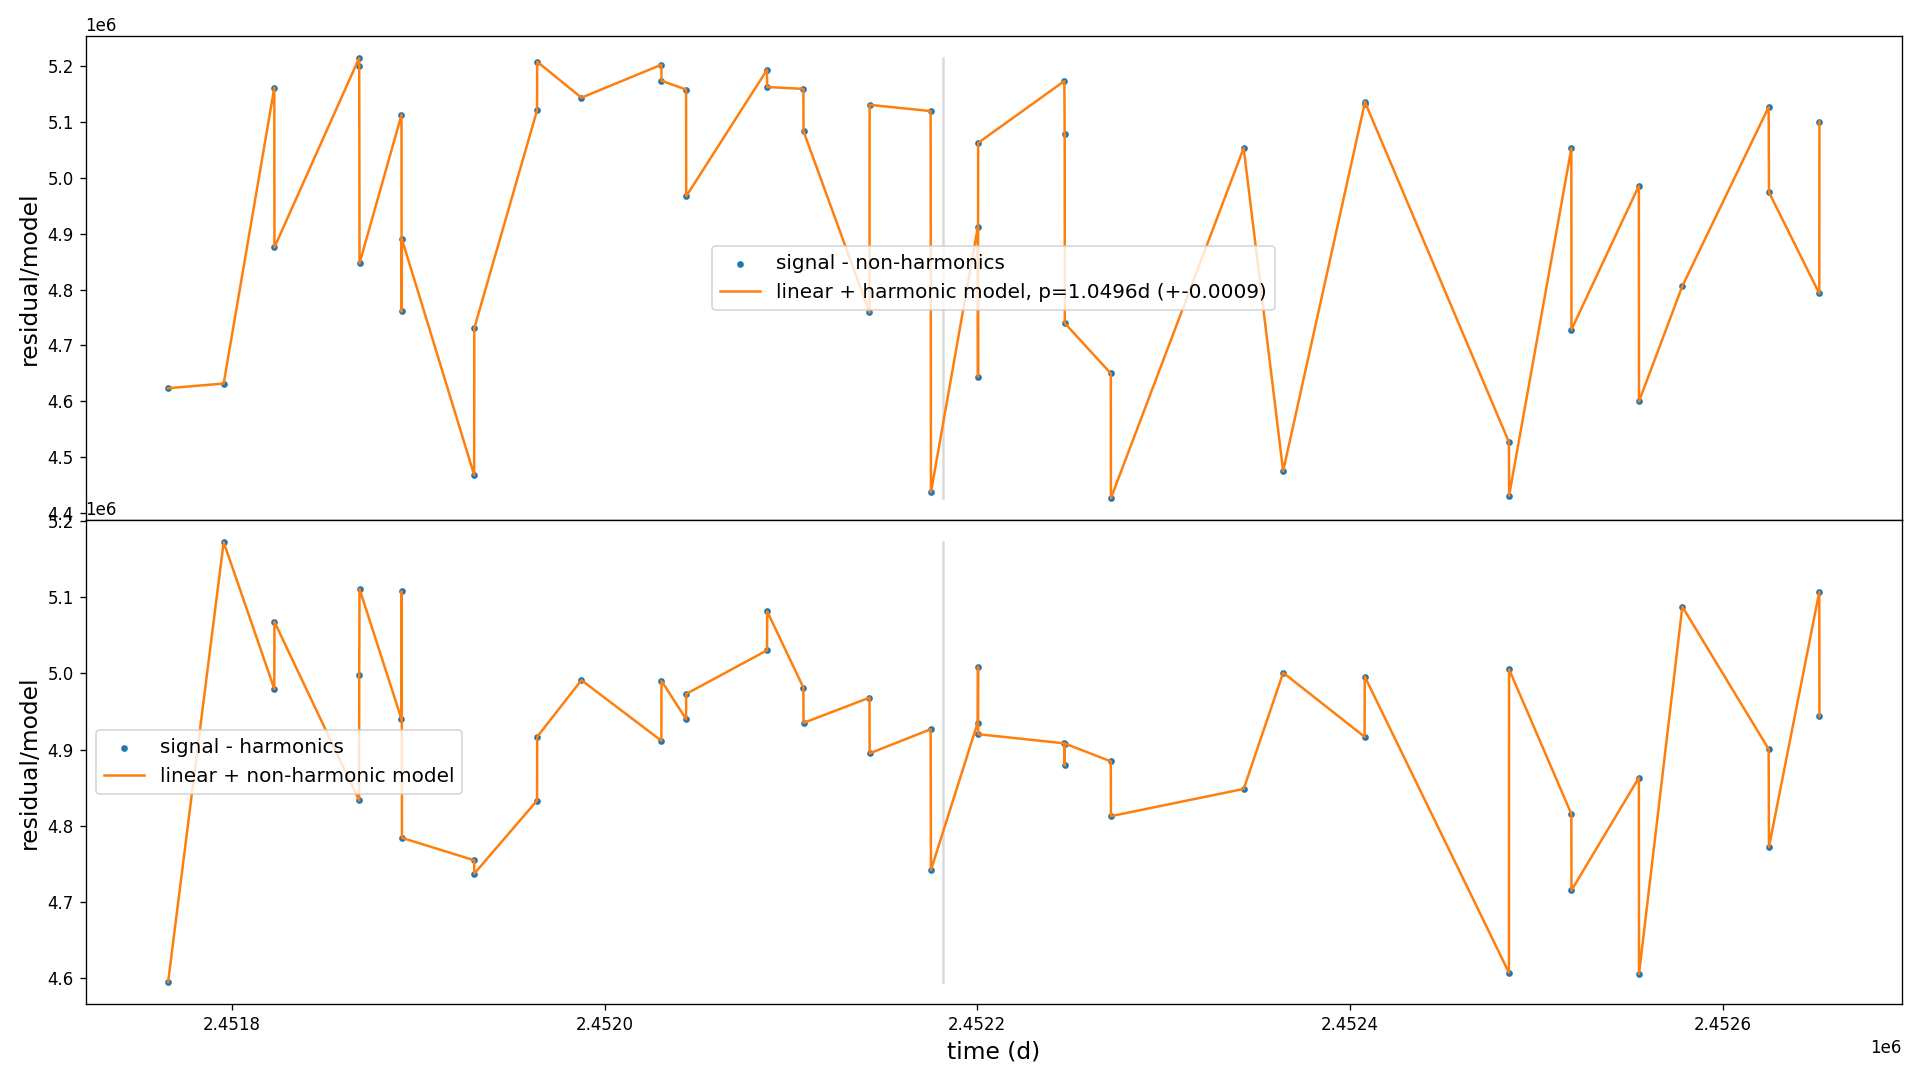 1e6
5.2
5.1
5.0
4.9
4.8
4.7
4.6
4.5
4.4
residual/model
signal - non-harmonics
linear + harmonic model, p=1.0496d (+-0.0009)
1e6
5.2
5.1
5.0
4.9
4.8
4.7
4.6
residual/model
signal - harmonics
linear + non-harmonic model
2.4518
2.4520
2.4522
2.4524
2.4526
1e6
time (d)